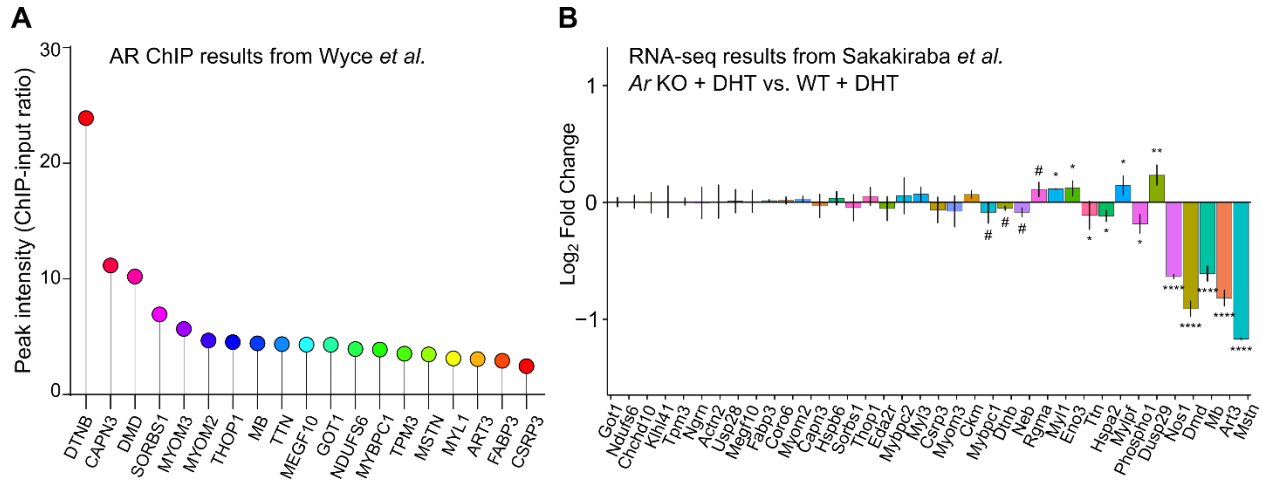 A
AR ChIP results from Wyce et al.
Peak intensity (ChIP-input ratio)
30
20
10
0
DTNB
CAPN3
DMD
SORBS1
MYOM3
MYOM2
THOP1
MB
TTN
MEGF10
GOT1
NDUFS6
MYBPC1
TPM3
MSTN
MYL1
ART3
FABP3
CSRP3
B
RNA-seq results from Sakakiraba et al.
Ar KO + DHT vs. WT + DHT
Log2 Fold Change
1
0
−1
#
#
#
#
*
*
*
*
*
*
**
****
****
****
****
****
Got1
Ndufs6
Chchd10
Klhl41
Tpm3
Ngrn
Actn2
Usp28
Megf10
Fabp3
Coro6
Myom2
Capn3
Hspb6
Sorbs1
Thop1
Eda2r
Mybpc2
Myl3
Csrp3
Myom3
Ckm
Mybpc1
Dtnb
Neb
Rgma
Myl1
Eno3
Ttn
Hspa2
Mylpf
Phospho1
Dusp29
Nos1
Dmd
Mb
Art3
Mstn